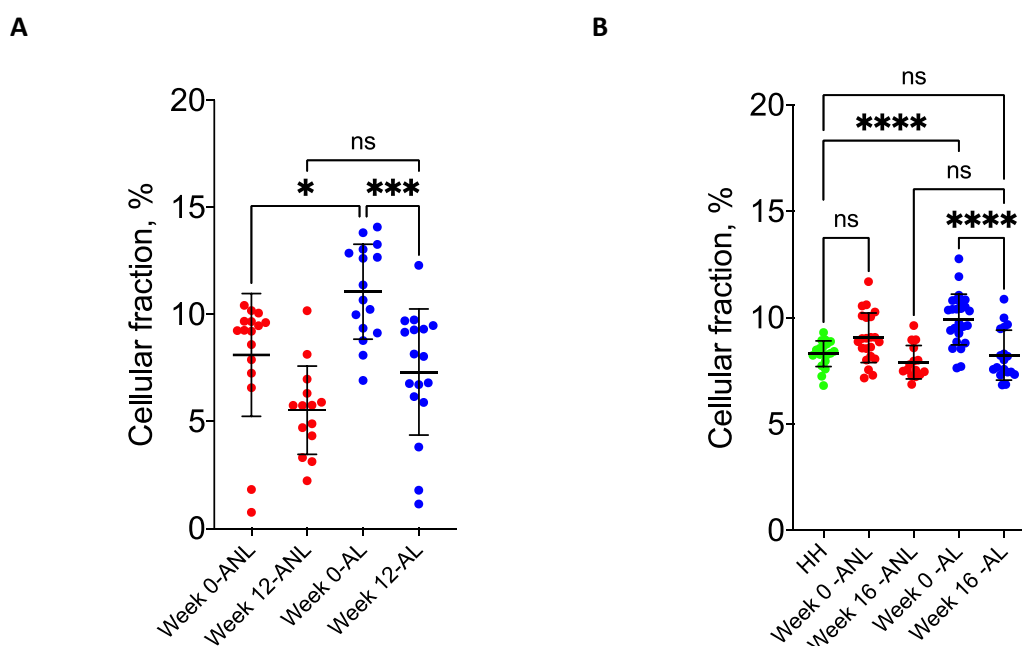 A
Cellular fraction, %
20
15
10
5
0
ns
*
***
Week 0-ANL
Week 12-ANL
Week 0-AL
Week 12-AL
B
Cellular fraction, %
20
15
10
5
0
ns
****
ns
ns
****
HH
Week 0 -ANL
Week 16 -ANL
Week 0 -AL
Week 16 -AL